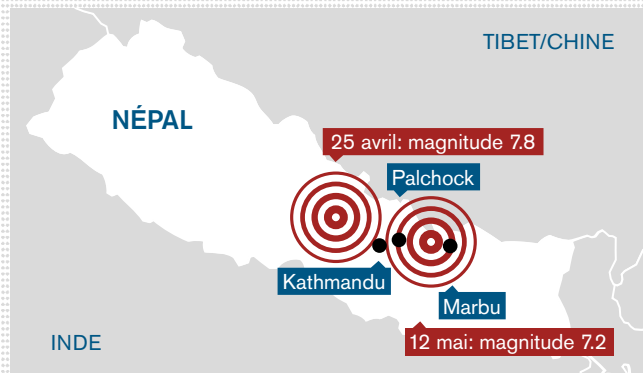 TIBET/CHINE
NÉPAL
25 avril: magnitude 7.8
Palchock
Kathmandu
Marbu
12 mai: magnitude 7.2
INDE